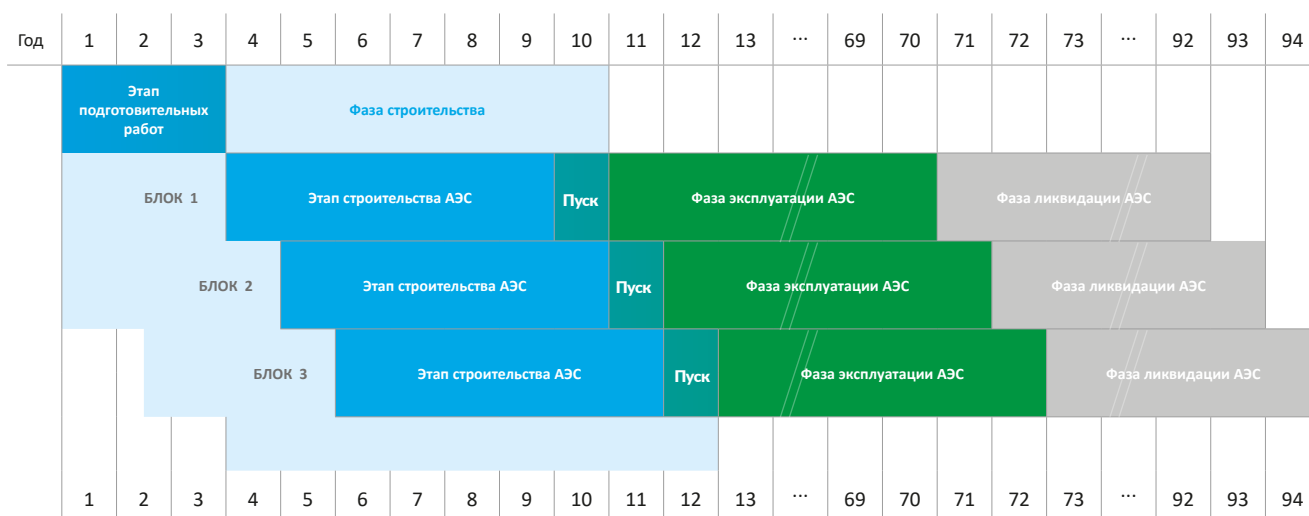 Год 1 2 3 4 5 6 7 8 9 10 11 12 13 ... 69 70 71 72 73 ... 92 93 94
Этап
подготовительных
работ
Фаза строительства
БЛОК 1 Этап строительства АЭС Пуск Фаза эксплуатации АЭС Фаза ликвидации АЭС
БЛОК 2 Этап строительства АЭС Пуск Фаза эксплуатации АЭС Фаза ликвидации АЭС
БЛОК 3 Этап строительства АЭС Пуск Фаза эксплуатации АЭС Фаза ликвидации АЭС
1 2 3 4 5 6 7 8 9 10 11 12 13 ... 69 70 71 72 73 ... 92 93 94